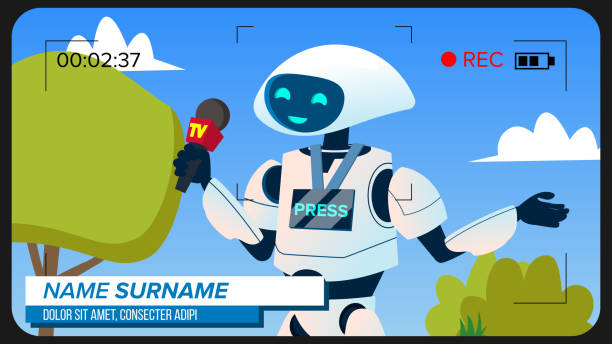 00:02:37
REC
TV
PRESS
NAME SURNAME
DOLOR SIT AMET, CONSECTER ADIPI